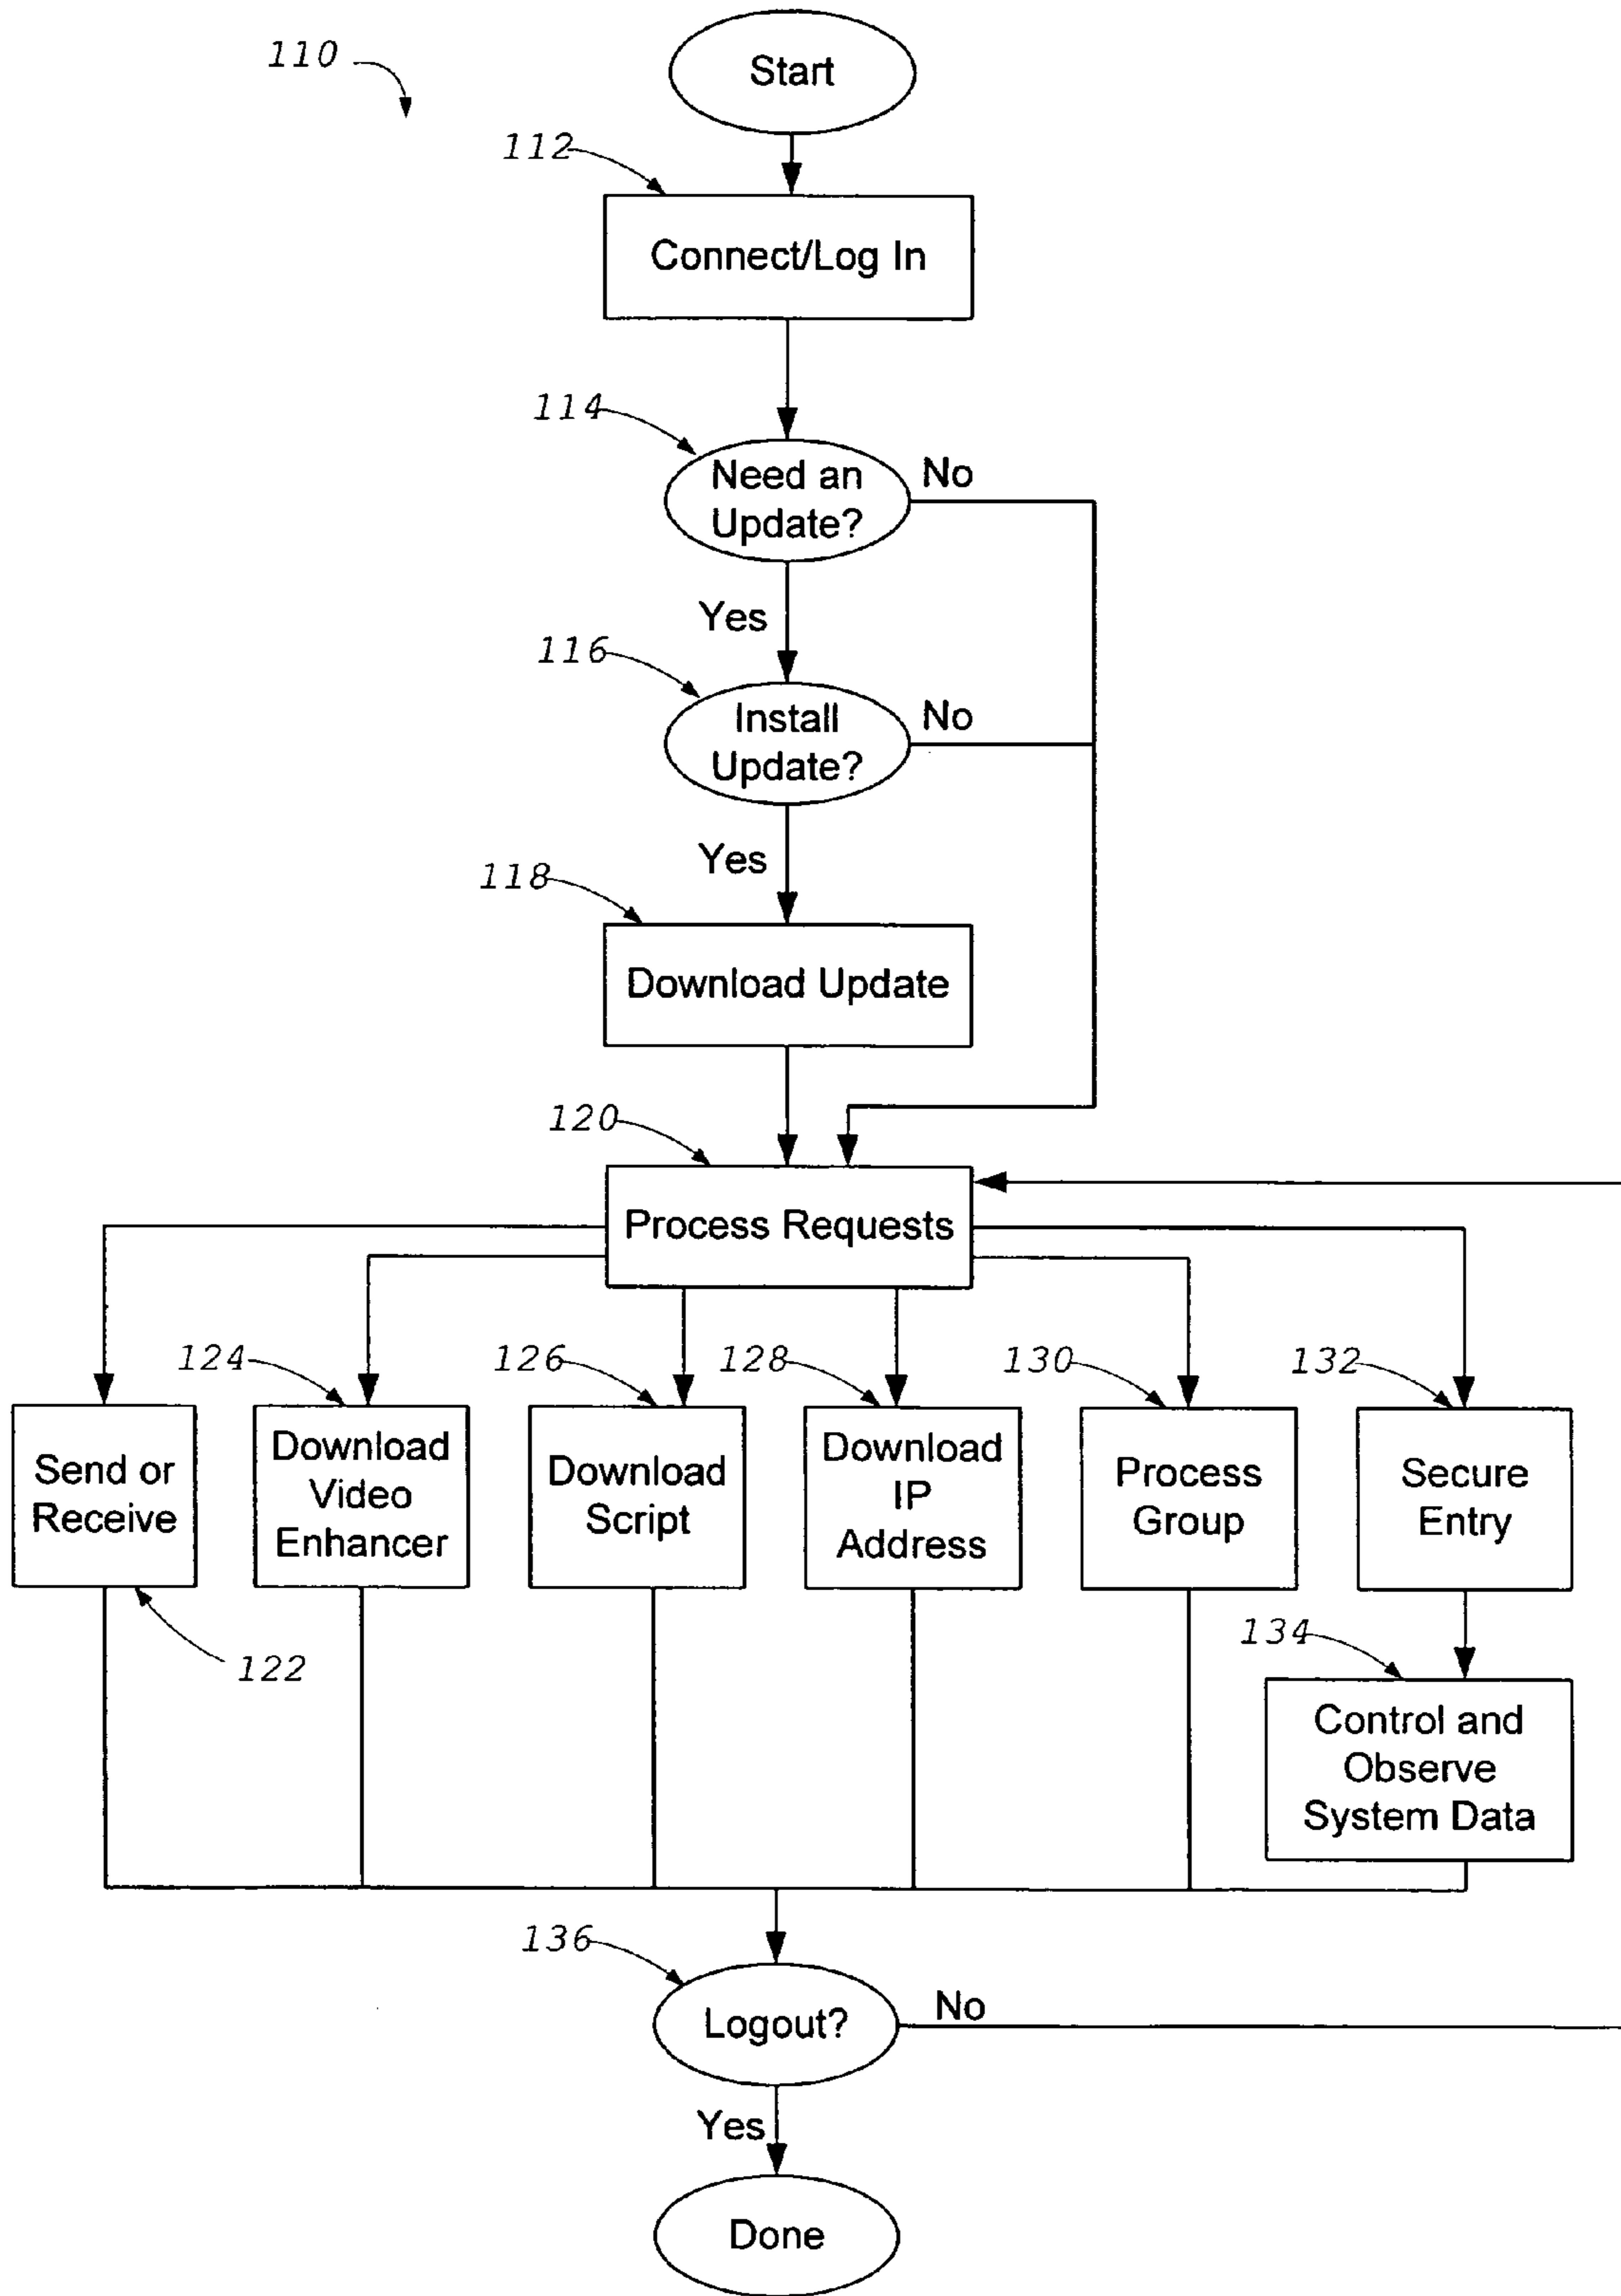 110
Start
112
Connect/Log In
114
Need an
Update?
No
Yes
116
Install
Update?
No
Yes
118
Download Update
120
Process Requests
124
126
128
130
132
Send or
Receive
Download
Video
Enhancer
Download
Script
Download
IP
Address
Process
Group
Secure
Entry
122
134
Control and
Observe
System Data
136
Logout?
No
Yes
Done